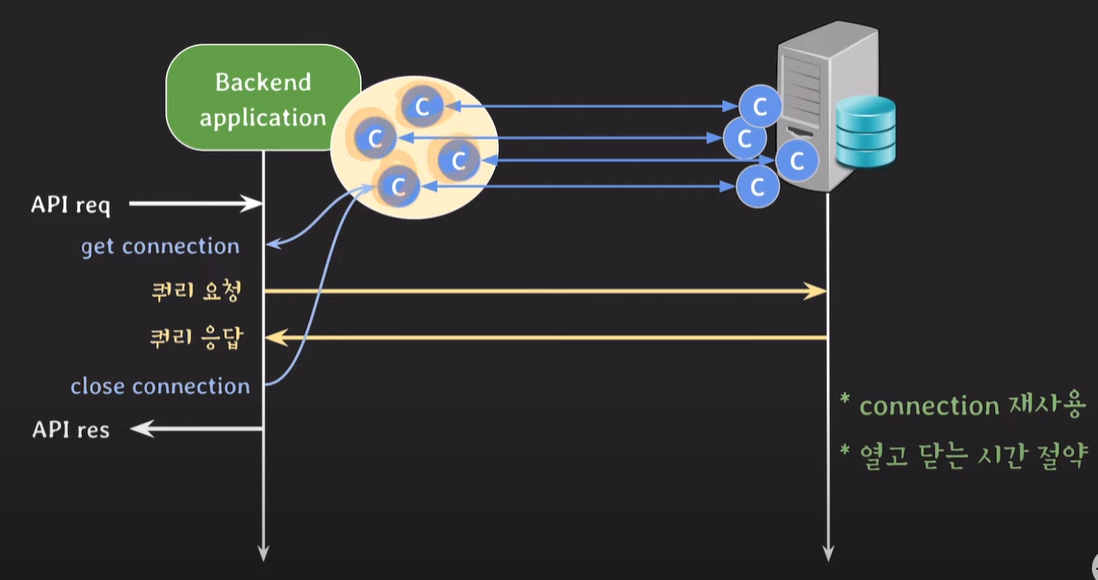 Backend
application
C
C
C
C
C
C
C
C
API req
get connection
쿼리 요청
쿼리 응답
close connection
API res
* connection 재사용
* 열고 닫는 시간 절약